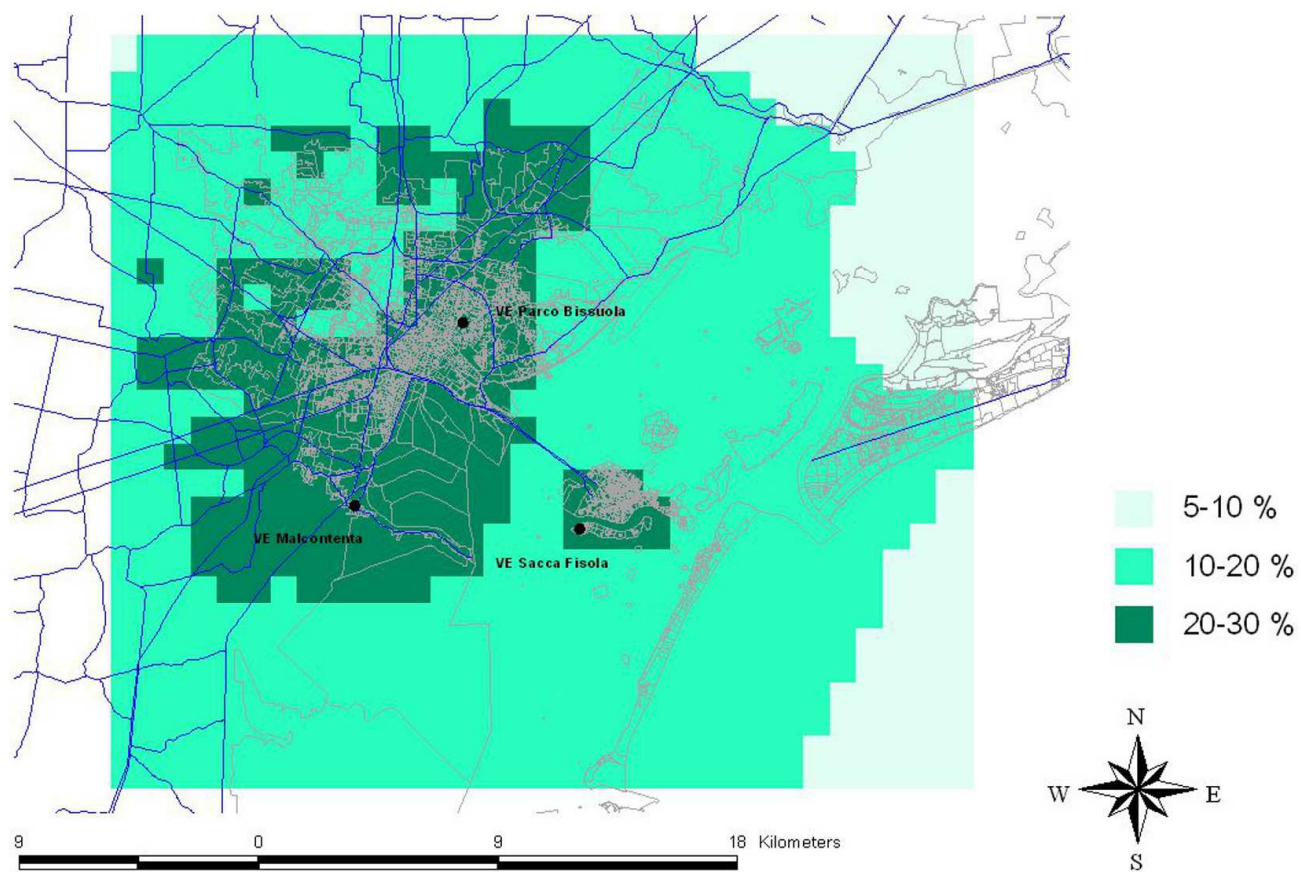 VE Parco Bissuola
VE Malcontenta
VE Sacca Fisola
5-10 %
10-20 %
20-30 %
N
W E
S
9 0 9 18 Kilometers